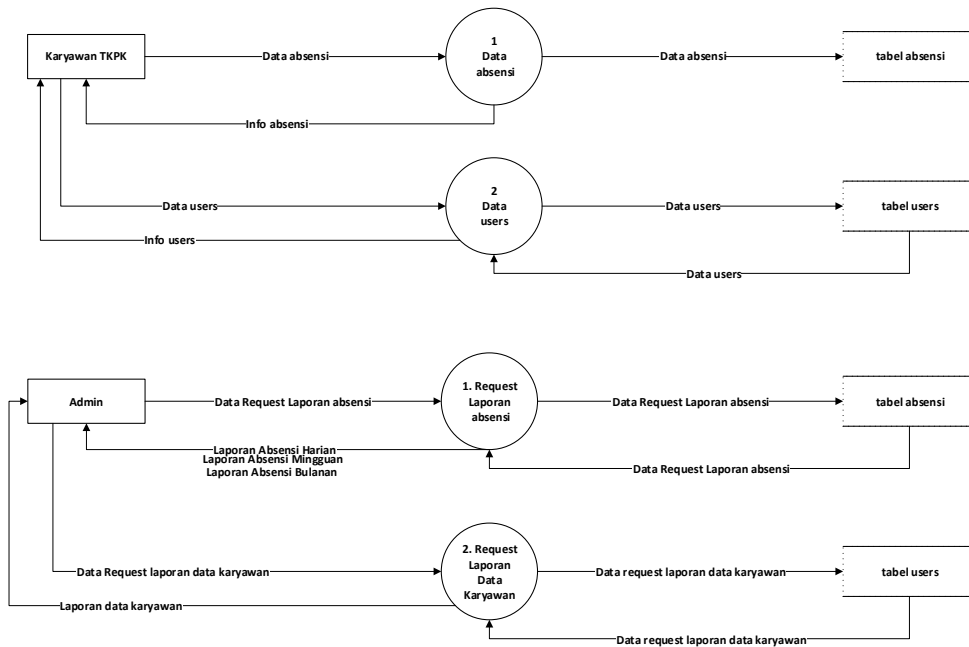 Karyawan TKPK
Data absensi
1
Data
absensi
Data absensi
tabel absensi
Info absensi
Data users
2
Data
users
Data users
tabel users
Info users
Data users
Admin
Data Request Laporan absensi
1. Request
Laporan
absensi
Data Request Laporan absensi
tabel absensi
Laporan Absensi Harian
Laporan Absensi Mingguan
Laporan Absensi Bulanan
Data Request Laporan absensi
Data Request laporan data karyawan
2. Request
Laporan
Data
Karyawan
Data request laporan data karyawan
tabel users
Laporan data karyawan
Data request laporan data karyawan